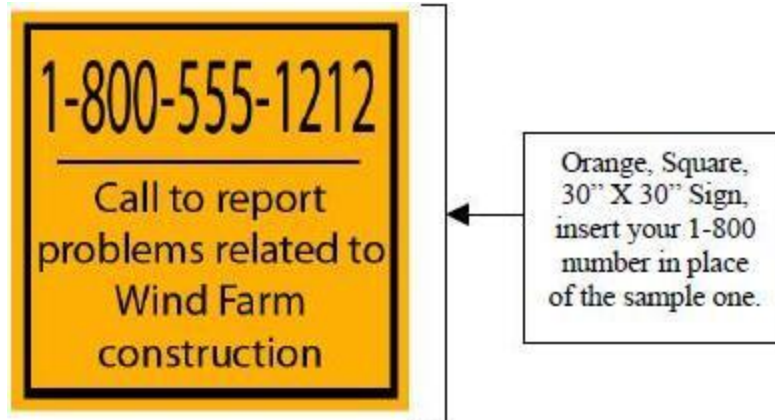 1-800-555-1212
Call to report
problems related to
Wind Farm
construction
Orange, Square,
30” X 30” Sign,
insert your 1-800
number in place
of the sample one.